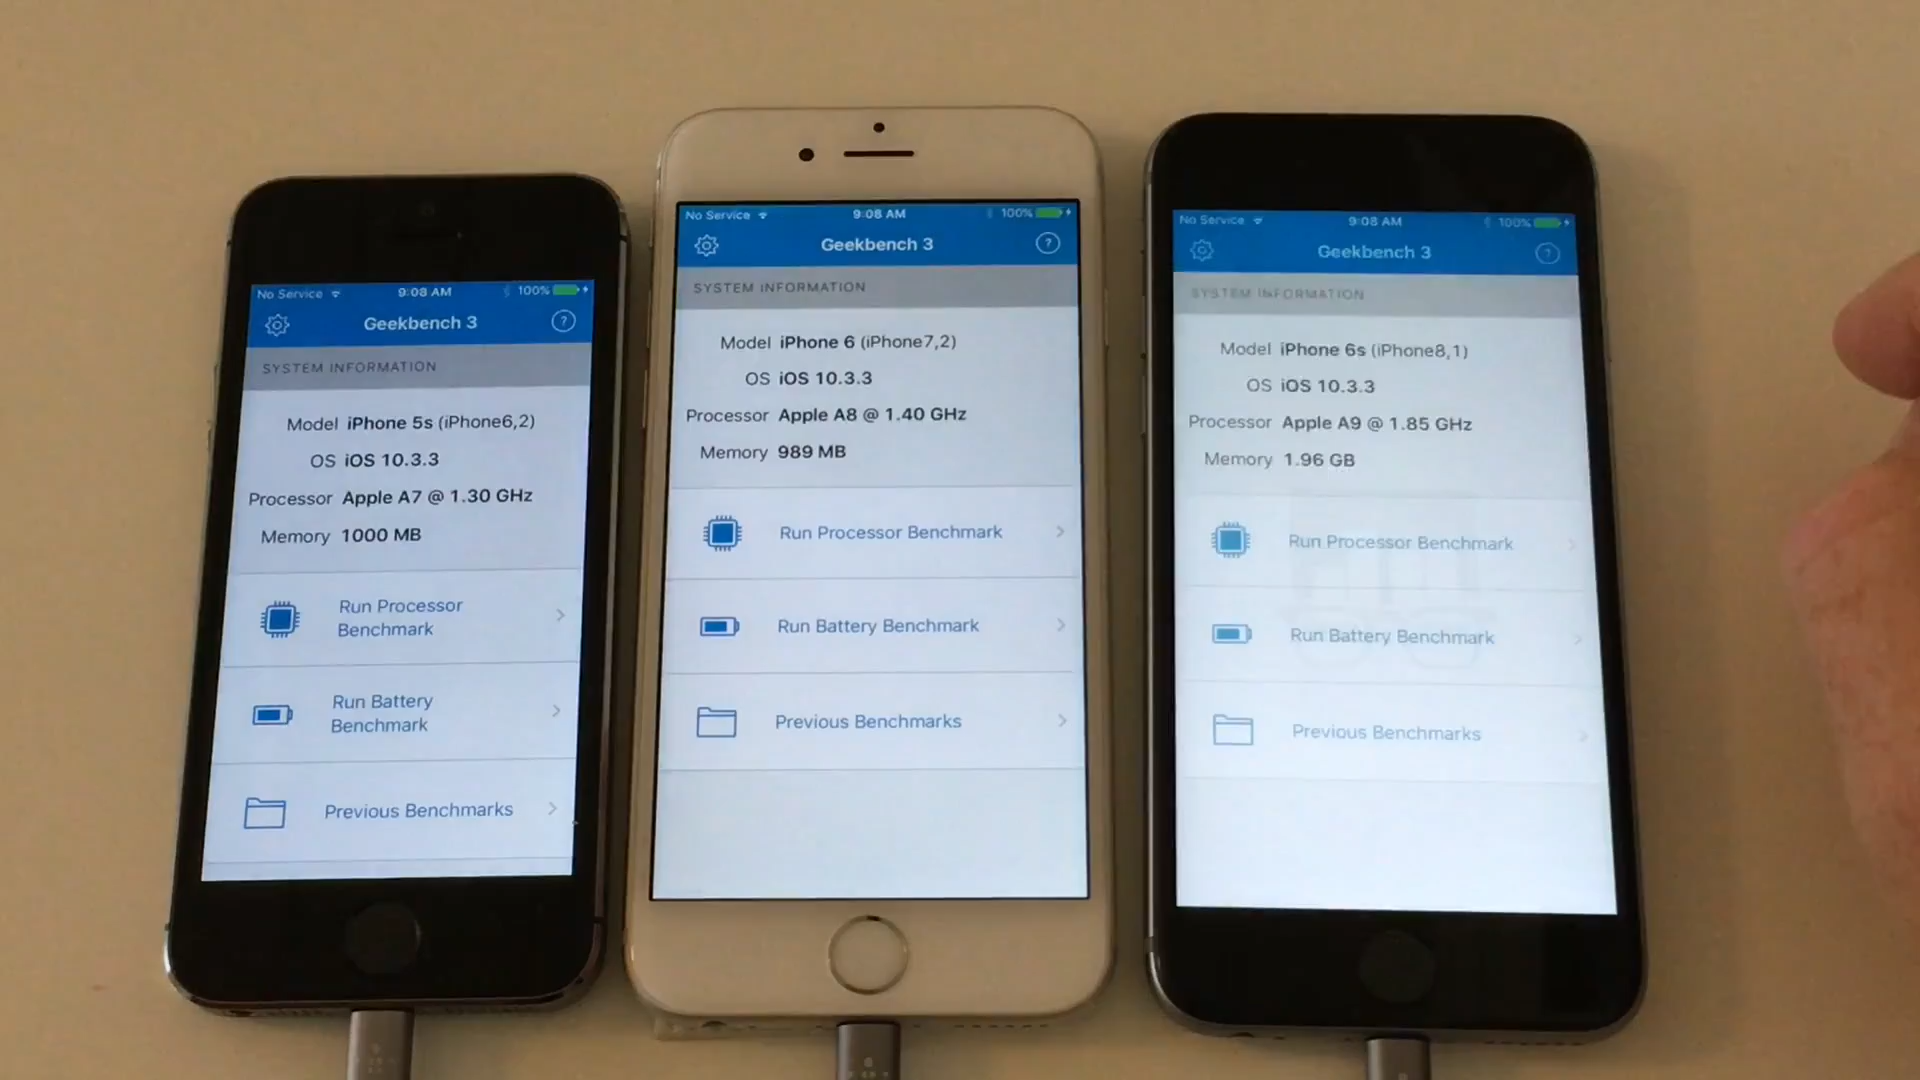 No Service 9:08 AM 100%
Geekbench 3 ?
SYSTEM INFORMATION
Model iPhone 5s (iPhone6,2)
OS iOS 10.3.3
Processor Apple A7 @ 1.30 GHz
Memory 1000 MB
Run Processor
Benchmark
Run Battery
Benchmark
Previous Benchmarks
No Service 9:08 AM 100%
Geekbench 3 ?
SYSTEM INFORMATION
Model iPhone 6 (iPhone7,2)
OS iOS 10.3.3
Processor Apple A8 @ 1.40 GHz
Memory 989 MB
Run Processor Benchmark
Run Battery Benchmark
Previous Benchmarks
No Service 9:08 AM 100%
Geekbench 3 ?
SYSTEM INFORMATION
Model iPhone 6s (iPhone8,1)
OS iOS 10.3.3
Processor Apple A9 @ 1.85 GHz
Memory 1.96 GB
Run Processor Benchmark
Run Battery Benchmark
Previous Benchmarks